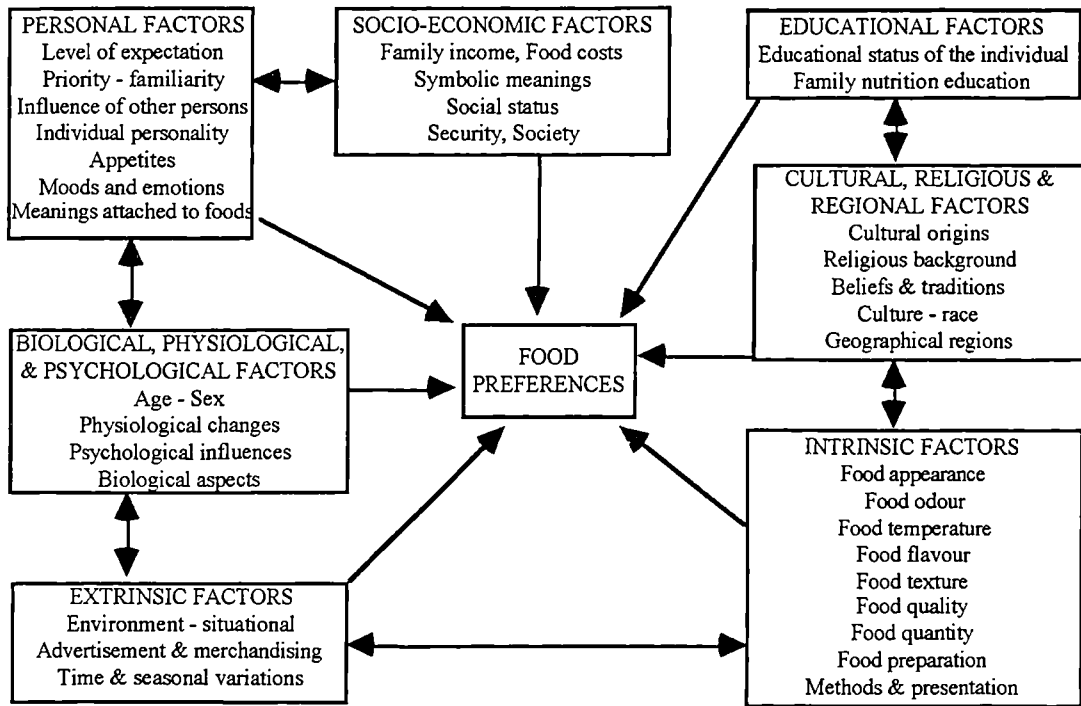 PERSONAL FACTORS
Level of expectation
Priority - familiarity
Influence of other persons
Individual personality
Appetites
Moods and emotions
Meanings attached to foods
SOCIO-ECONOMIC FACTORS
Family income, Food costs
Symbolic meanings
Social status
Security, Society
EDUCATIONAL FACTORS
Educational status of the individual
Family nutrition education
CULTURAL, RELIGIOUS &
REGIONAL FACTORS
Cultural origins
Religious background
Beliefs & traditions
Culture - race
Geographical regions
BIOLOGICAL, PHYSIOLOGICAL,
& PSYCHOLOGICAL FACTORS
Age - Sex
Physiological changes
Psychological influences
Biological aspects
FOOD
PREFERENCES
INTRINSIC FACTORS
Food appearance
Food odour
Food temperature
Food flavour
Food texture
Food quality
Food quantity
Food preparation
Methods & presentation
EXTRINSIC FACTORS
Environment - situational
Advertisement & merchandising
Time & seasonal variations